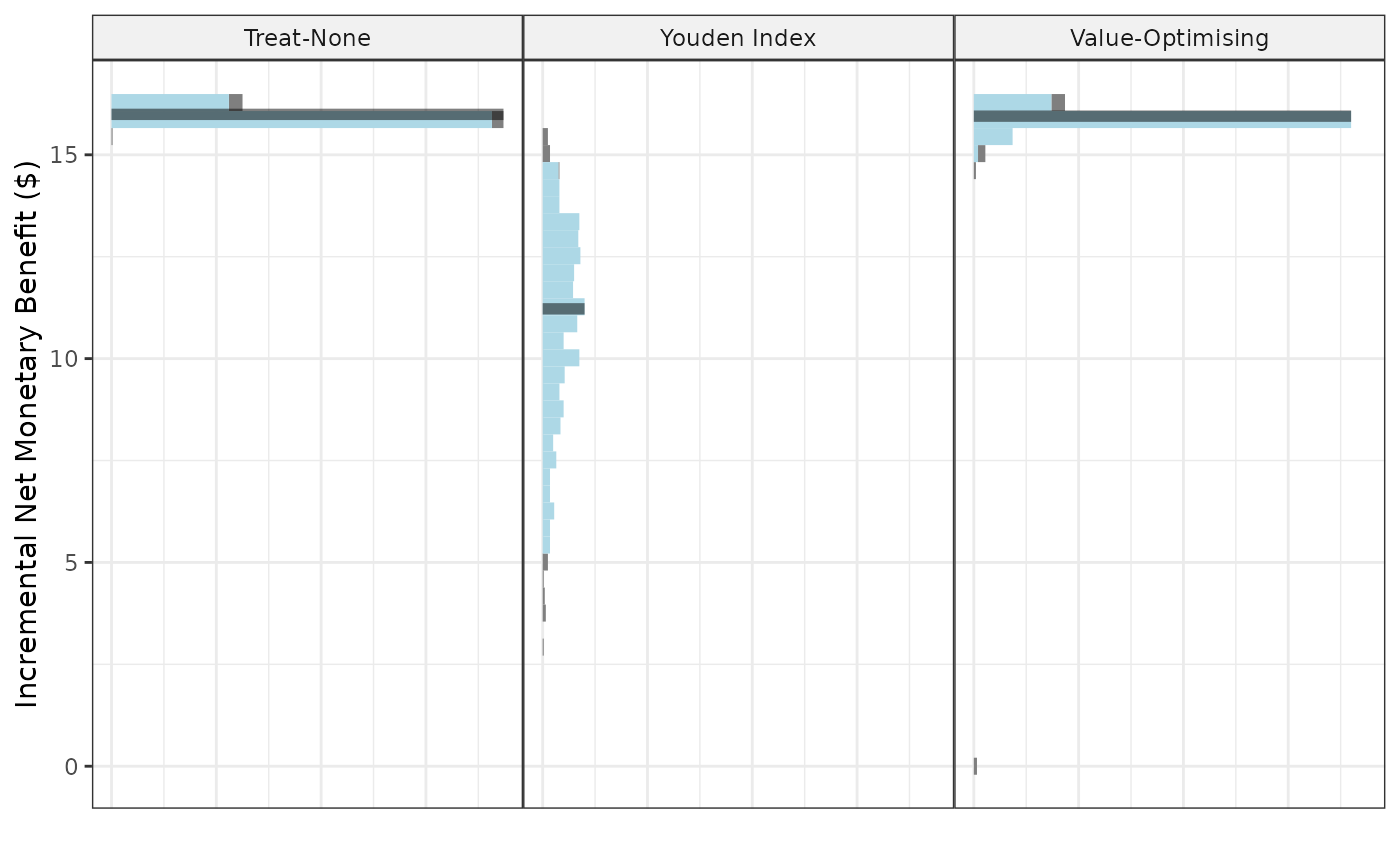 Treat-None
Youden Index
Value-Optimising
Incremental Net Monetary Benefit ($)
15
10
5
0